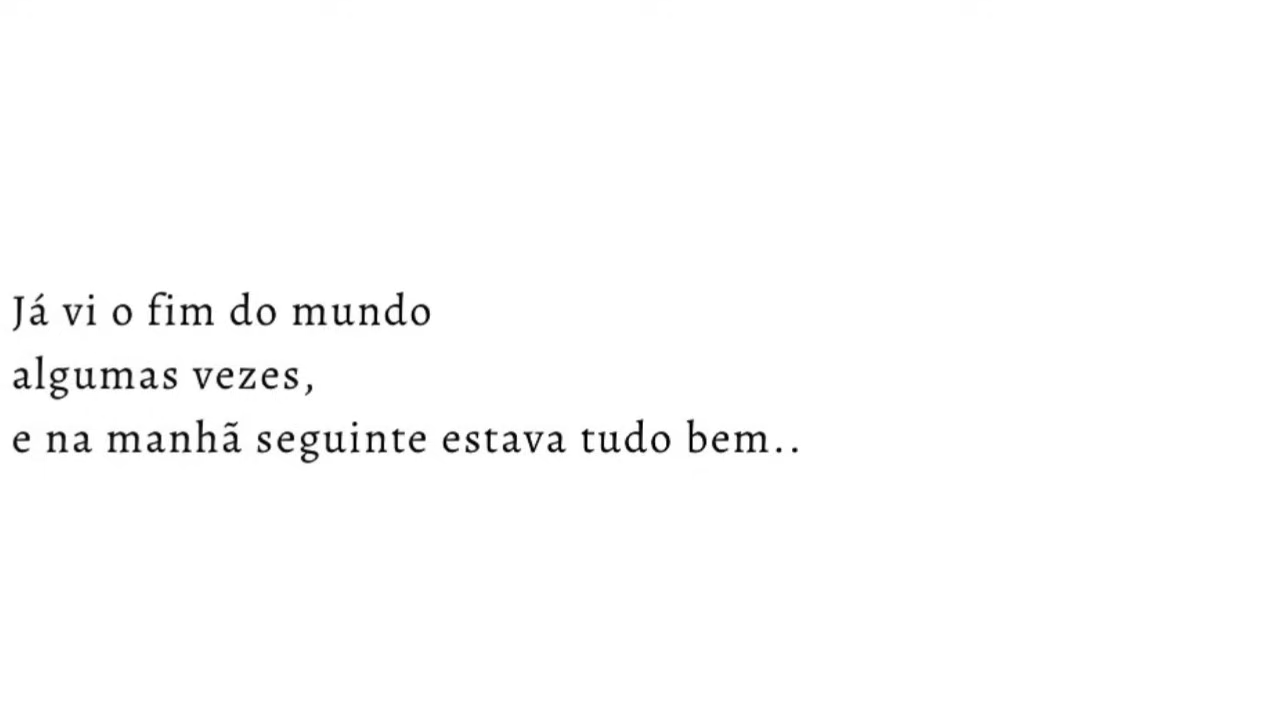 Já vi o fim do mundo
algumas vezes,
e na manhã seguinte estava tudo bem..